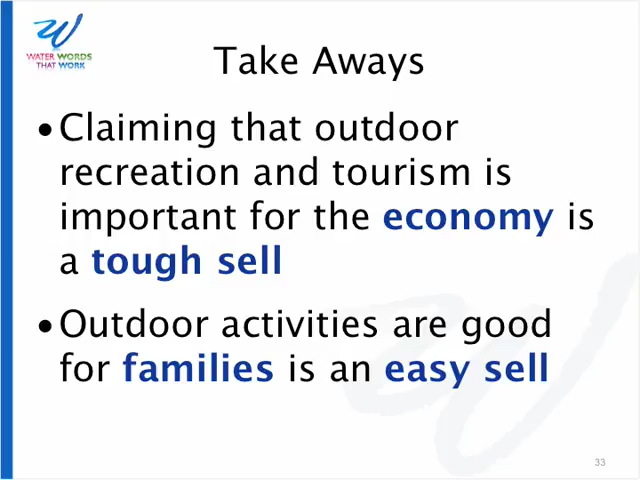 WATER WORDS
THAT WORK
Take Aways
•Claiming that outdoor
recreation and tourism is
important for the economy is
a tough sell
•Outdoor activities are good
for families is an easy sell
33